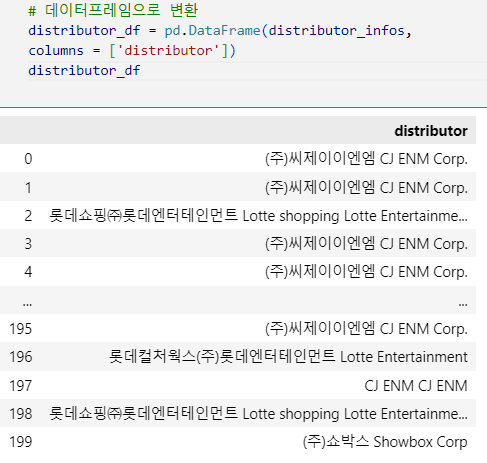 # 데이터프레임으로 변환
distributor_df = pd.DataFrame(distributor_infos,
columns = ['distributor'])
distributor_df
distributor
0 (주)씨제이이엔엠 CJ ENM Corp.
1 (주)씨제이이엔엠 CJ ENM Corp.
2 롯데쇼핑㈜롯데엔터테인먼트 Lotte shopping Lotte Entertainme...
3 (주)씨제이이엔엠 CJ ENM Corp.
4 (주)씨제이이엔엠 CJ ENM Corp.
... ...
195 (주)씨제이이엔엠 CJ ENM Corp.
196 롯데컬처웍스(주)롯데엔터테인먼트 Lotte Entertainment
197 CJ ENM CJ ENM
198 롯데쇼핑㈜롯데엔터테인먼트 Lotte shopping Lotte Entertainme...
199 (주)쇼박스 Showbox Corp